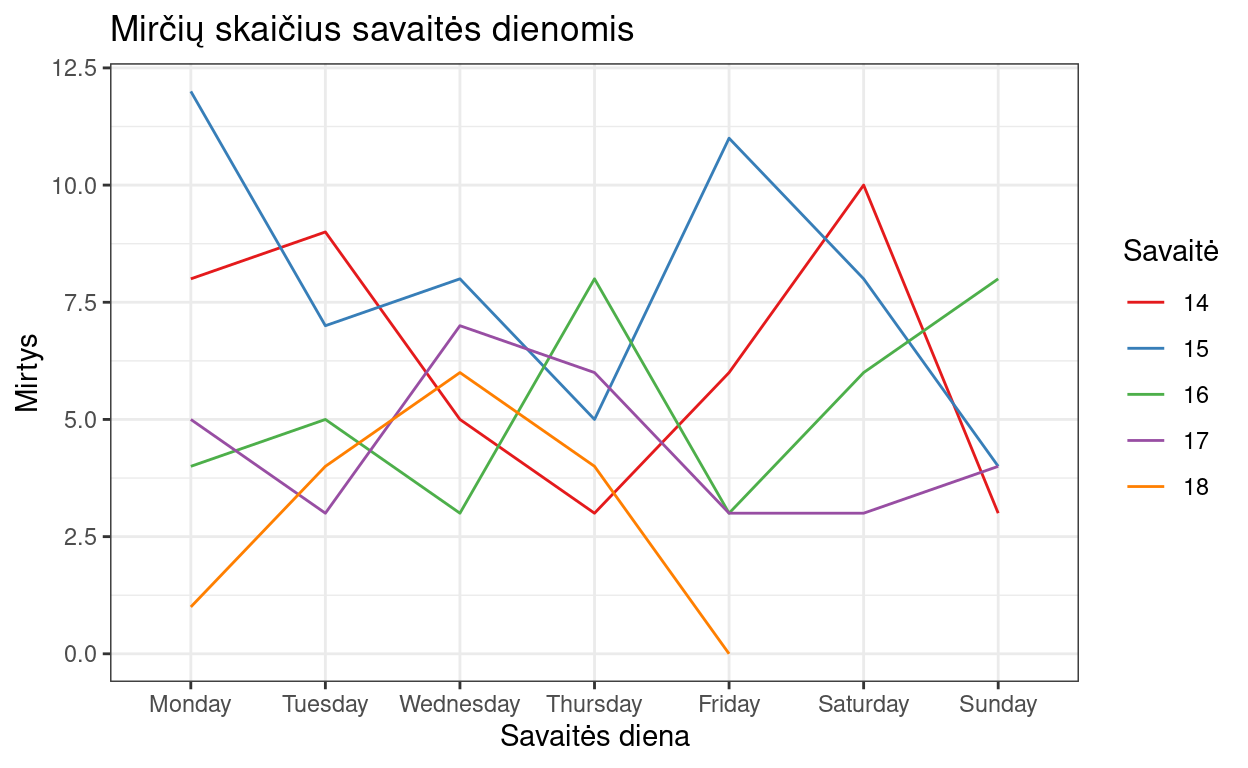 Mirčių skaičius savaitės dienomis
Mirtys
12.5
10.0
7.5
5.0
2.5
0.0
Monday Tuesday Wednesday Thursday Friday Saturday Sunday
Savaitės diena
Savaitė
14
15
16
17
18